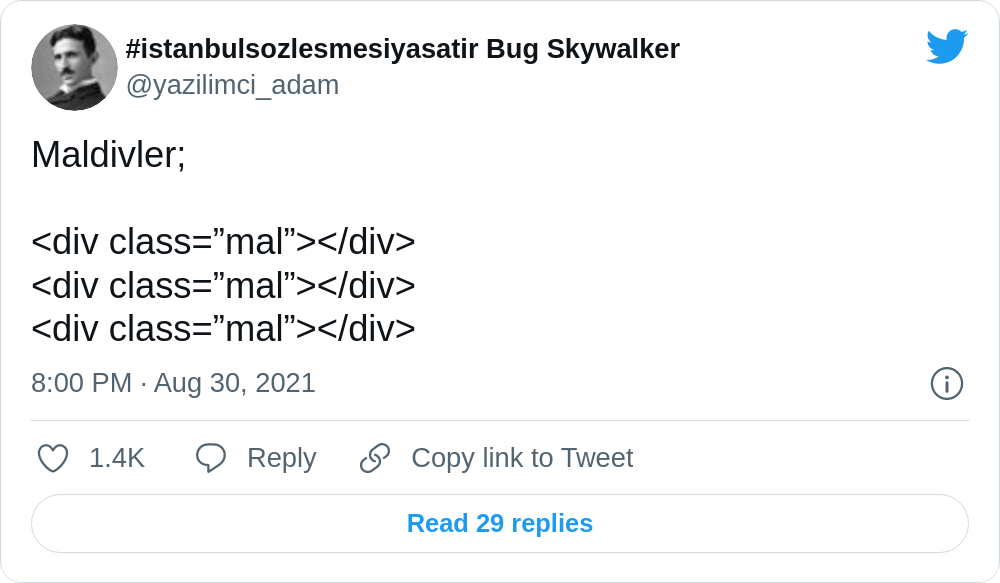 #istanbulsozlesmesiyasatir Bug Skywalker
@yazilimci_adam
Maldivler;
<div class=”mal”></div>
<div class=”mal”></div>
<div class=”mal”></div>
8:00 PM · Aug 30, 2021
1.4K Reply Copy link to Tweet
Read 29 replies